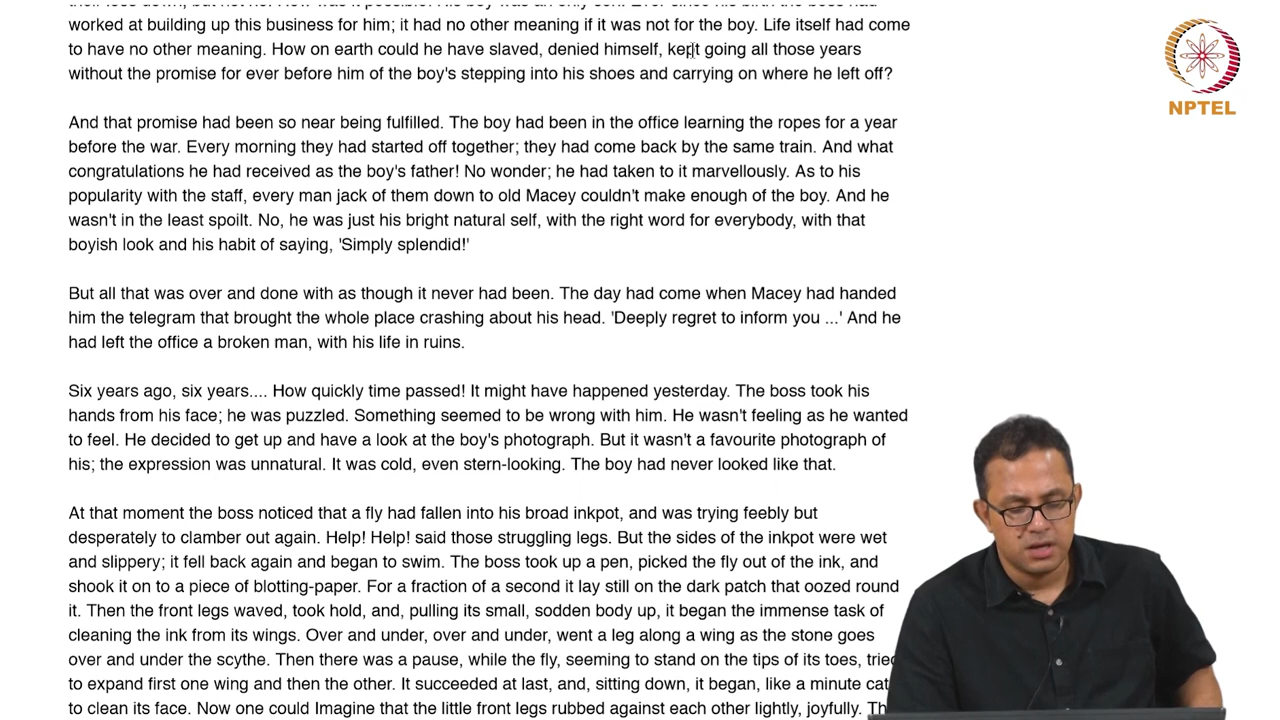 worked at building up this business for him; it had no other meaning if it was not for the boy. Life itself had come
to have no other meaning. How on earth could he have slaved, denied himself, kept going all those years
without the promise for ever before him of the boy's stepping into his shoes and carrying on where he left off?
And that promise had been so near being fulfilled. The boy had been in the office learning the ropes for a year
before the war. Every morning they had started off together; they had come back by the same train. And what
congratulations he had received as the boy's father! No wonder; he had taken to it marvellously. As to his
popularity with the staff, every man jack of them down to old Macey couldn't make enough of the boy. And he
wasn't in the least spoilt. No, he was just his bright natural self, with the right word for everybody, with that
boyish look and his habit of saying, 'Simply splendid!'
But all that was over and done with as though it never had been. The day had come when Macey had handed
him the telegram that brought the whole place crashing about his head. 'Deeply regret to inform you ...' And he
had left the office a broken man, with his life in ruins.
Six years ago, six years.... How quickly time passed! It might have happened yesterday. The boss took his
hands from his face; he was puzzled. Something seemed to be wrong with him. He wasn't feeling as he wanted
to feel. He decided to get up and have a look at the boy's photograph. But it wasn't a favourite photograph of
his; the expression was unnatural. It was cold, even stern-looking. The boy had never looked like that.
At that moment the boss noticed that a fly had fallen into his broad inkpot, and was trying feebly but
desperately to clamber out again. Help! Help! said those struggling legs. But the sides of the inkpot were wet
and slippery; it fell back again and began to swim. The boss took up a pen, picked the fly out of the ink, and
shook it on to a piece of blotting-paper. For a fraction of a second it lay still on the dark patch that oozed round
it. Then the front legs waved, took hold, and, pulling its small, sodden body up, it began the immense task of
cleaning the ink from its wings. Over and under, over and under, went a leg along a wing as the stone goes
over and under the scythe. Then there was a pause, while the fly, seeming to stand on the tips of its toes, tried
to expand first one wing and then the other. It succeeded at last, and, sitting down, it began, like a minute cat
to clean its face. Now one could Imagine that the little front legs rubbed against each other lightly, joyfully.
NPTEL